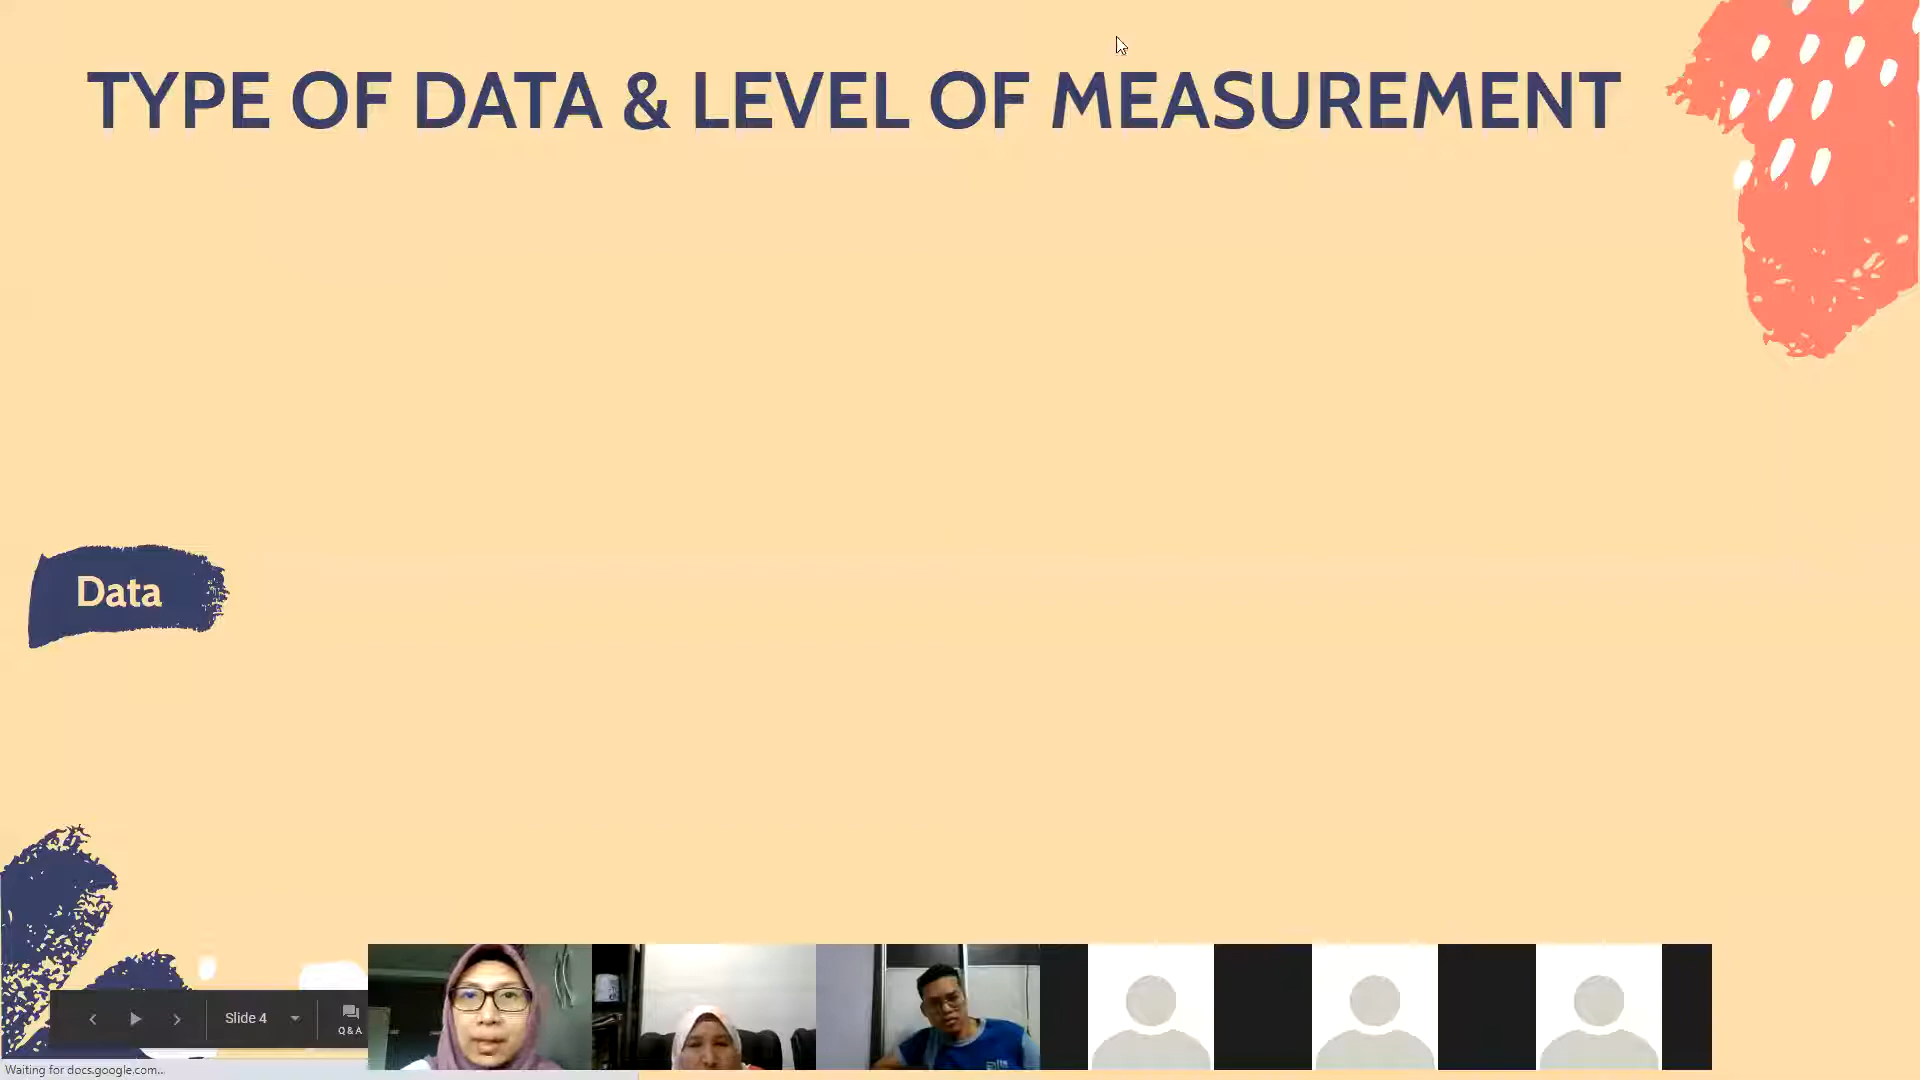 TYPE OF DATA & LEVEL OF MEASUREMENT
Data
Slide 4
Q & A
Waiting for docs.google.com...